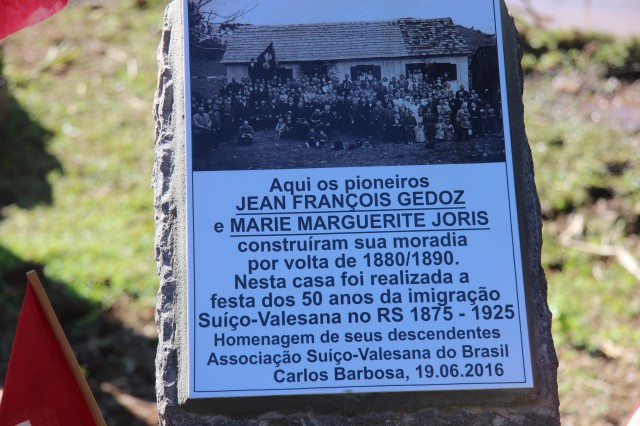 Aqui os pioneiros
JEAN FRANÇOIS GEDOZ
e MARIE MARGUERITE JORIS
construíram sua moradia
por volta de 1880/1890.
Nesta casa foi realizada a
festa dos 50 anos da imigração
Suíço-Valesana no RS 1875 - 1925
Homenagem de seus descendentes
Associação Suíço-Valesana do Brasil
Carlos Barbosa, 19.06.2016